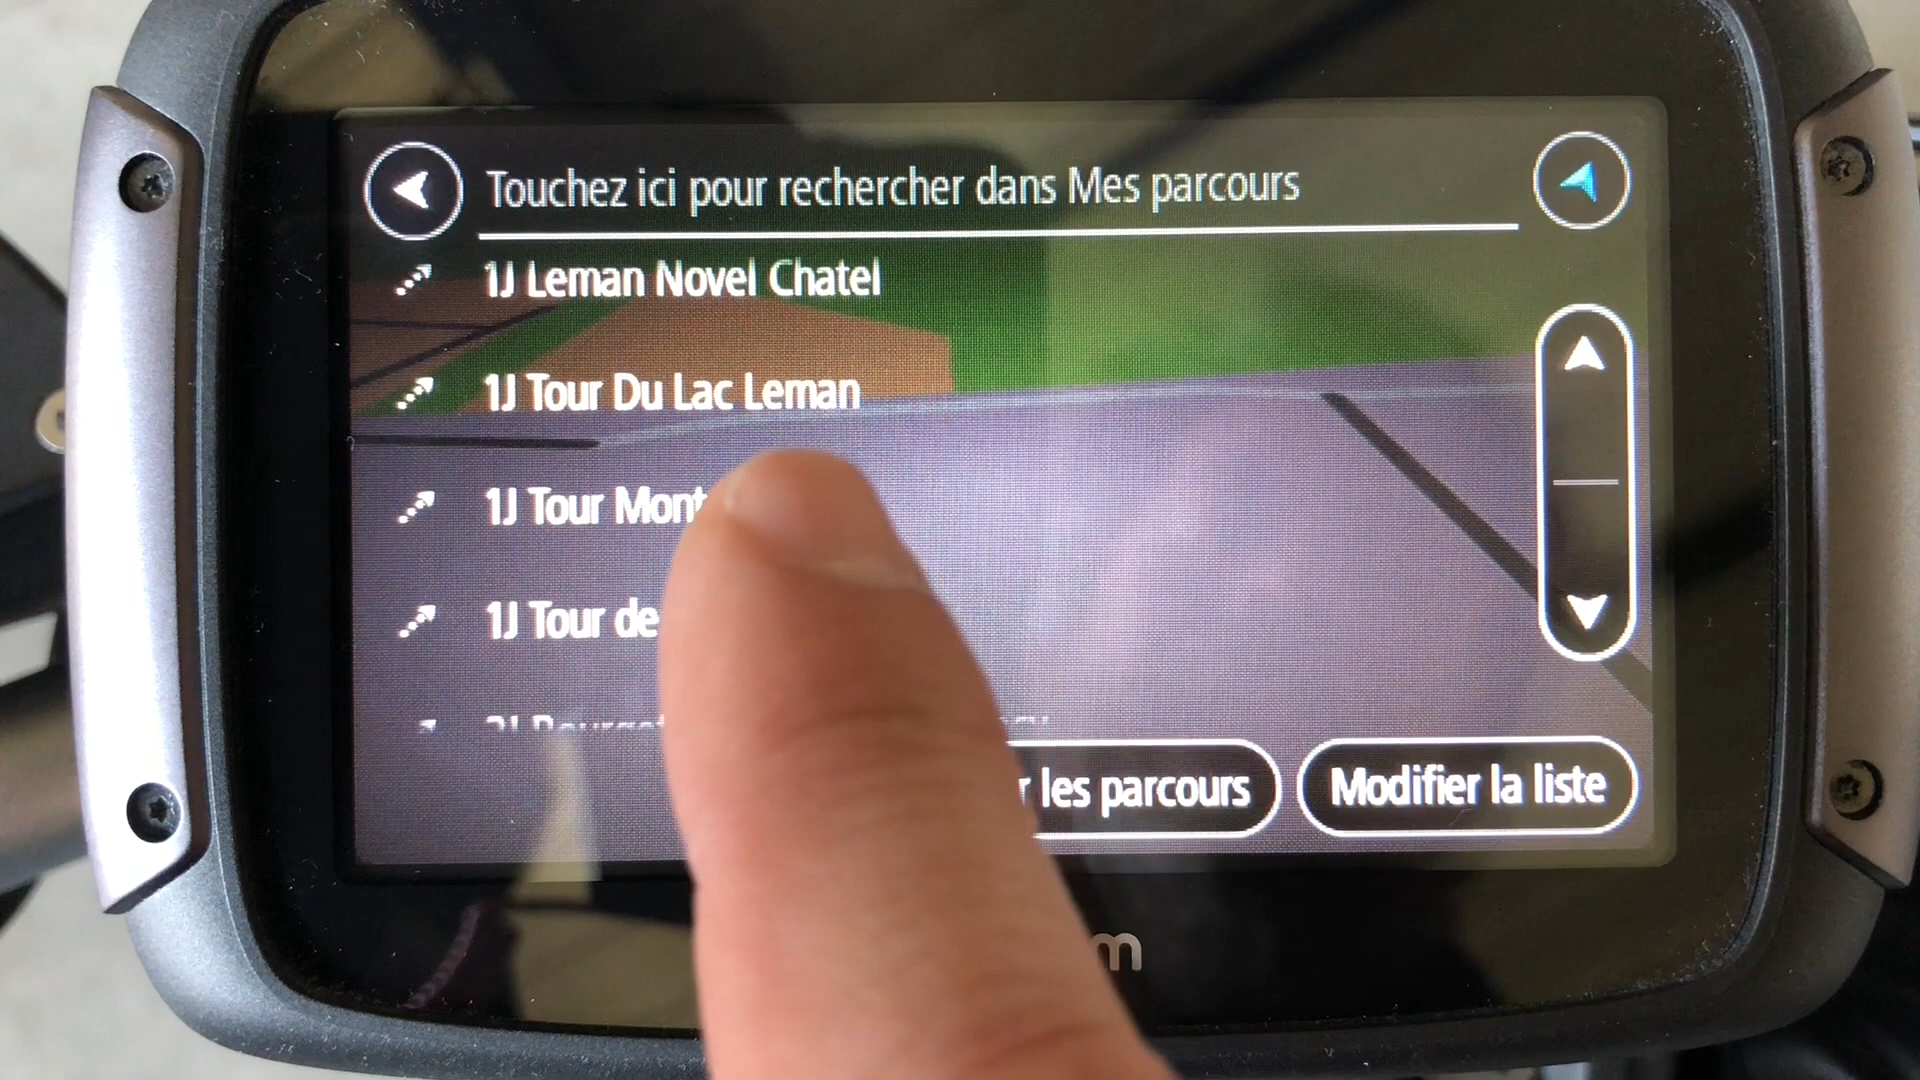 Touchez ici pour rechercher dans Mes parcours
1J Leman Novel Chatel
1J Tour Du Lac Leman
1J Tour Mont
1J Tour de
les parcours
Modifier la liste